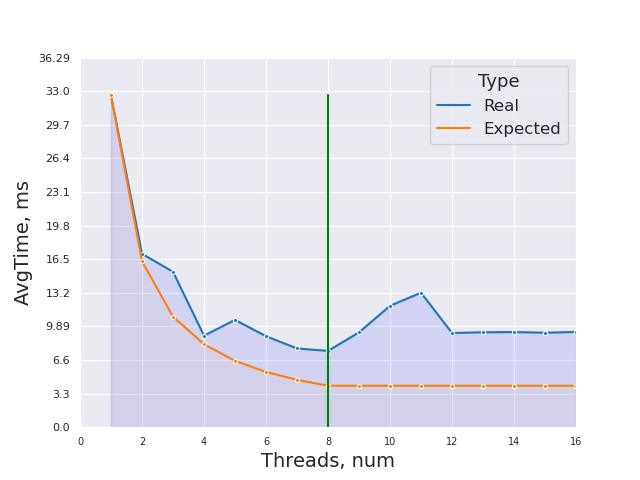 36.29
33.0
29.7
26.4
23.1
19.8
16.5
13.2
9.89
6.6
3.3
0.0
AvgTime, ms
Type
Real
Expected
0 2 4 6 8 10 12 14 16
Threads, num